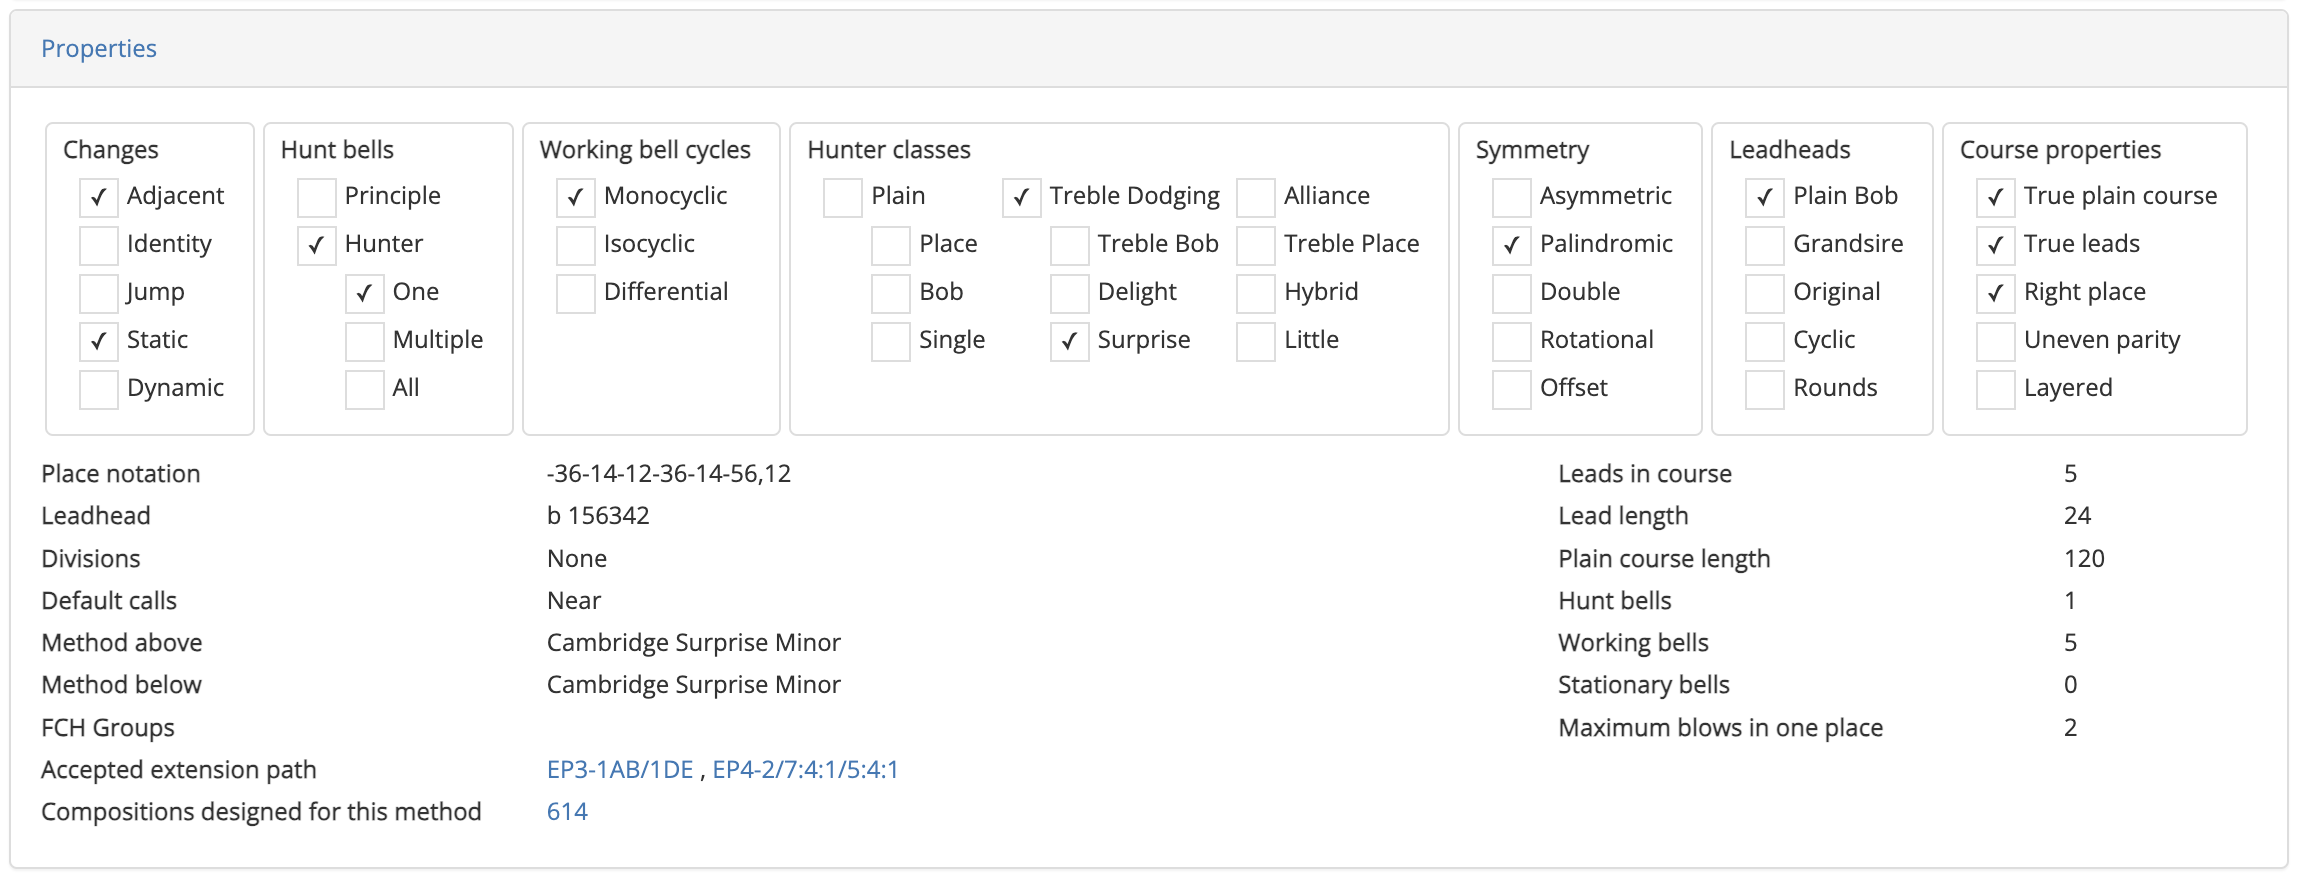 Properties
Changes
Adjacent
Identity
Jump
Static
Dynamic
Hunt bells
Principle
Hunter
One
Multiple
All
Working bell cycles
Monocyclic
Isocyclic
Differential
Hunter classes
Plain
Place
Bob
Single
Treble Dodging
Treble Bob
Delight
Surprise
Alliance
Treble Place
Hybrid
Little
Symmetry
Asymmetric
Palindromic
Double
Rotational
Offset
Leadheads
Plain Bob
Grandsire
Original
Cyclic
Rounds
Course properties
True plain course
True leads
Right place
Uneven parity
Layered
Place notation -36-14-12-36-14-56,12
Leadhead b 156342
Divisions None
Default calls Near
Method above Cambridge Surprise Minor
Method below Cambridge Surprise Minor
FCH Groups
Accepted extension path EP3-1AB/1DE , EP4-2/7:4:1/5:4:1
Compositions designed for this method 614
Leads in course 5
Lead length 24
Plain course length 120
Hunt bells 1
Working bells 5
Stationary bells 0
Maximum blows in one place 2